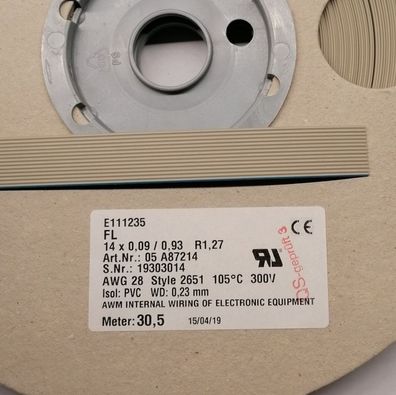 E111235
FL
14 x 0,09 / 0,93 R1,27
Art.Nr.: 05 A87214
S.Nr.: 19303014
AWG 28 Style 2651 105°C 300V
Isol: PVC WD: 0,23 mm
AWM INTERNAL WIRING OF ELECTRONIC EQUIPMENT
Meter: 30,5 15/04/19
CE
QS-geprüft 3